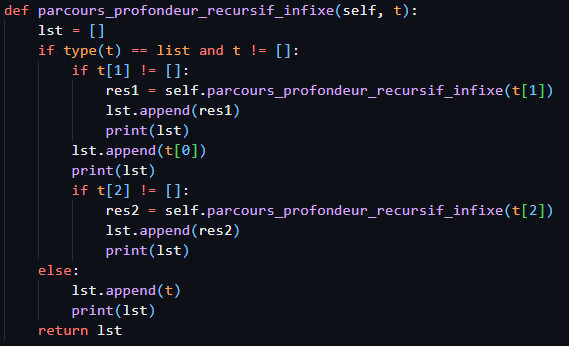 def parcours_profondeur_recursif_infixe(self, t):
    lst = []
    if type(t) == list and t != []:
        if t[1] != []:
            res1 = self.parcours_profondeur_recursif_infixe(t[1])
            lst.append(res1)
            print(lst)
        lst.append(t[0])
        print(lst)
        if t[2] != []:
            res2 = self.parcours_profondeur_recursif_infixe(t[2])
            lst.append(res2)
            print(lst)
    else:
        lst.append(t)
        print(lst)
    return lst